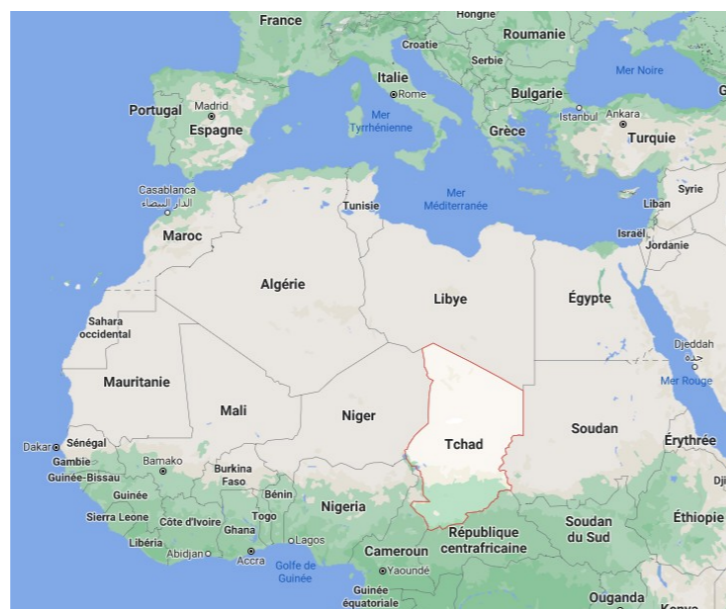 France
Hongrie
Roumanie
Croatie
Serbie
Mer Noire
Italie
Rome
Bulgarie
Portugal
Madrid
Espagne
Mer
Tyrrhénienne
Grèce
Istanbul
Ankara
Turquie
Casablanca
الدار البيضاء
Tunisie
Mer
Méditerranée
Syrie
Liban
Israël
Jordanie
Maroc
Algérie
Libye
Égypte
Sahara
occidental
Djeddah
جدة
Mer Rouge
Mauritanie
Mali
Niger
Tchad
Soudan
Érythrée
Dakar
Sénégal
Gambie
Guinée-Bissau
Bamako
Burkina
Faso
Guinée
Bénin
Nigeria
Sierra Leone
Côte d'Ivoire
Togo
Ghana
Libéria
Abidjan
Accra
Lagos
Golfe de
Guinée
Cameroun
Yaoundé
Guinée
équatoriale
République
centrafricaine
Soudan
du Sud
Éthiopie
Dji
Ouganda
Kenya